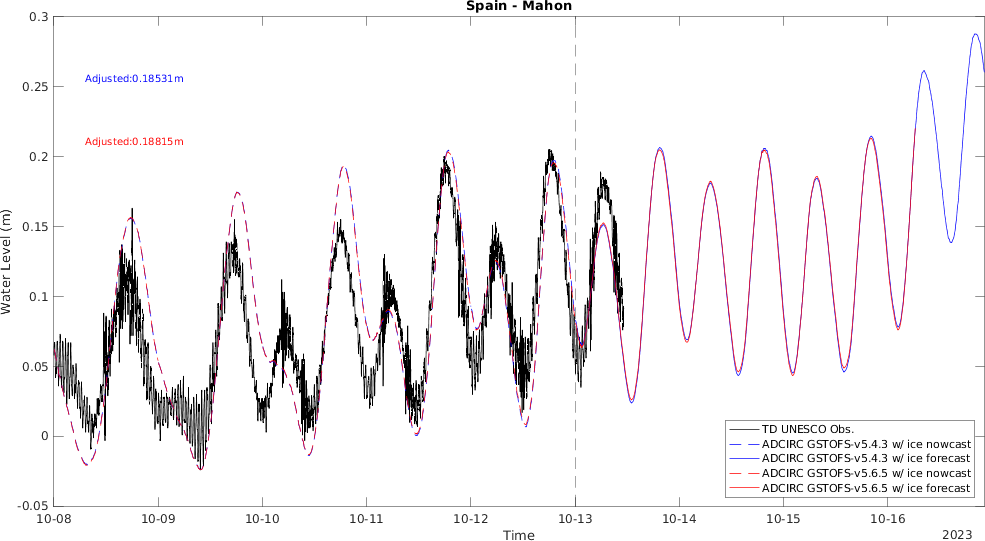 Spain - Mahon
0.3
0.25
0.2
0.15
0.1
0.05
0
-0.05
Water Level (m)
Adjusted:0.18531m
Adjusted:0.18815m
TD UNESCO Obs.
ADCIRC GSTOFS-v5.4.3 w/ ice nowcast
ADCIRC GSTOFS-v5.4.3 w/ ice forecast
ADCIRC GSTOFS-v5.6.5 w/ ice nowcast
ADCIRC GSTOFS-v5.6.5 w/ ice forecast
10-08 10-09 10-10 10-11 10-12 10-13 10-14 10-15 10-16
Time
2023